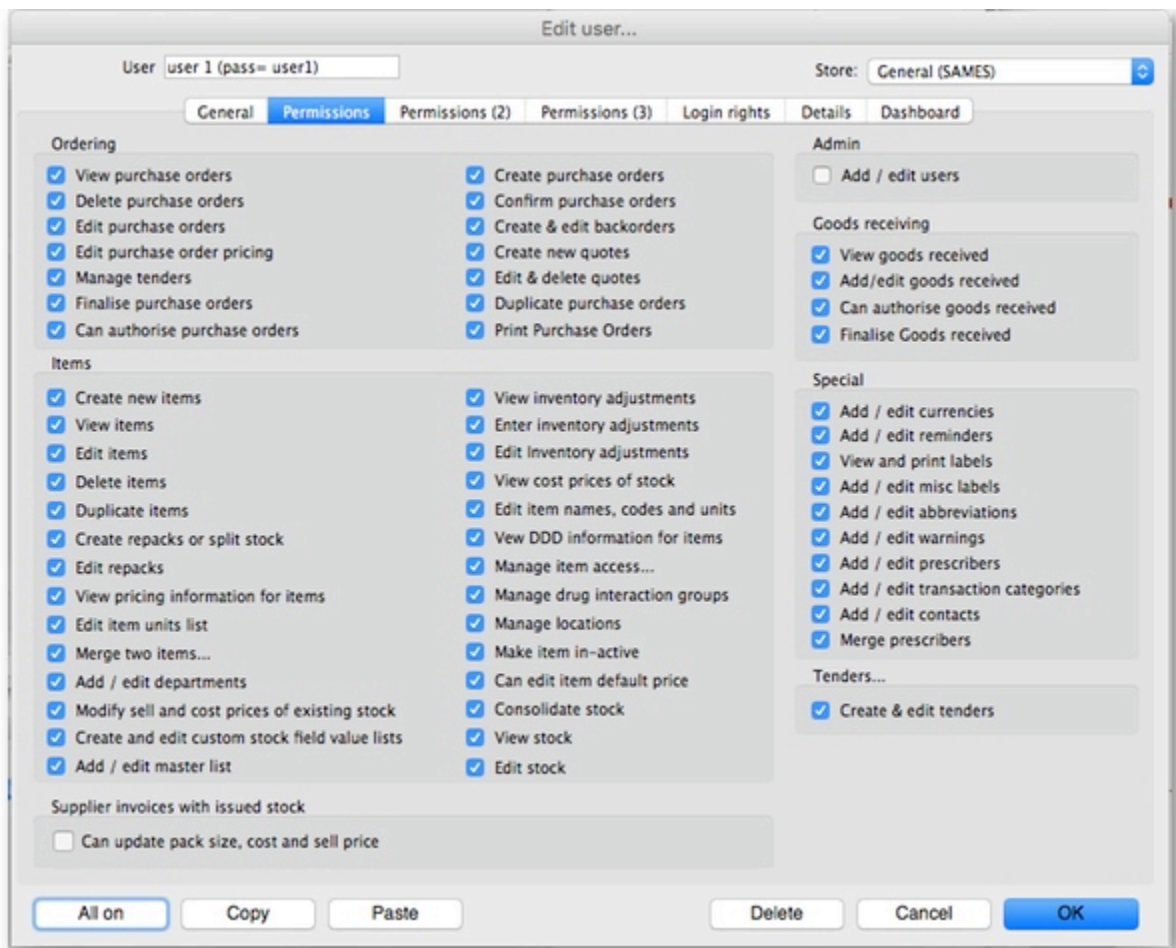 Edit user...
User user 1 (pass= user1)
Store: General (SAMES)
General Permissions Permissions (2) Permissions (3) Login rights Details Dashboard
Ordering
View purchase orders
Delete purchase orders
Edit purchase orders
Edit purchase order pricing
Manage tenders
Finalise purchase orders
Can authorise purchase orders
Create purchase orders
Confirm purchase orders
Create & edit backorders
Create new quotes
Edit & delete quotes
Duplicate purchase orders
Print Purchase Orders
Items
Create new items
View items
Edit items
Delete items
Duplicate items
Create repacks or split stock
Edit repacks
View pricing information for items
Edit item units list
Merge two items...
Add / edit departments
Modify sell and cost prices of existing stock
Create and edit custom stock field value lists
Add / edit master list
View inventory adjustments
Enter inventory adjustments
Edit Inventory adjustments
View cost prices of stock
Edit item names, codes and units
Vew DDD information for items
Manage item access...
Manage drug interaction groups
Manage locations
Make item in-active
Can edit item default price
Consolidate stock
View stock
Edit stock
Supplier invoices with issued stock
Can update pack size, cost and sell price
Admin
Add / edit users
Goods receiving
View goods received
Add/edit goods received
Can authorise goods received
Finalise Goods received
Special
Add / edit currencies
Add / edit reminders
View and print labels
Add / edit misc labels
Add / edit abbreviations
Add / edit warnings
Add / edit prescribers
Add / edit transaction categories
Add / edit contacts
Merge prescribers
Tenders...
Create & edit tenders
All on Copy Paste Delete Cancel OK